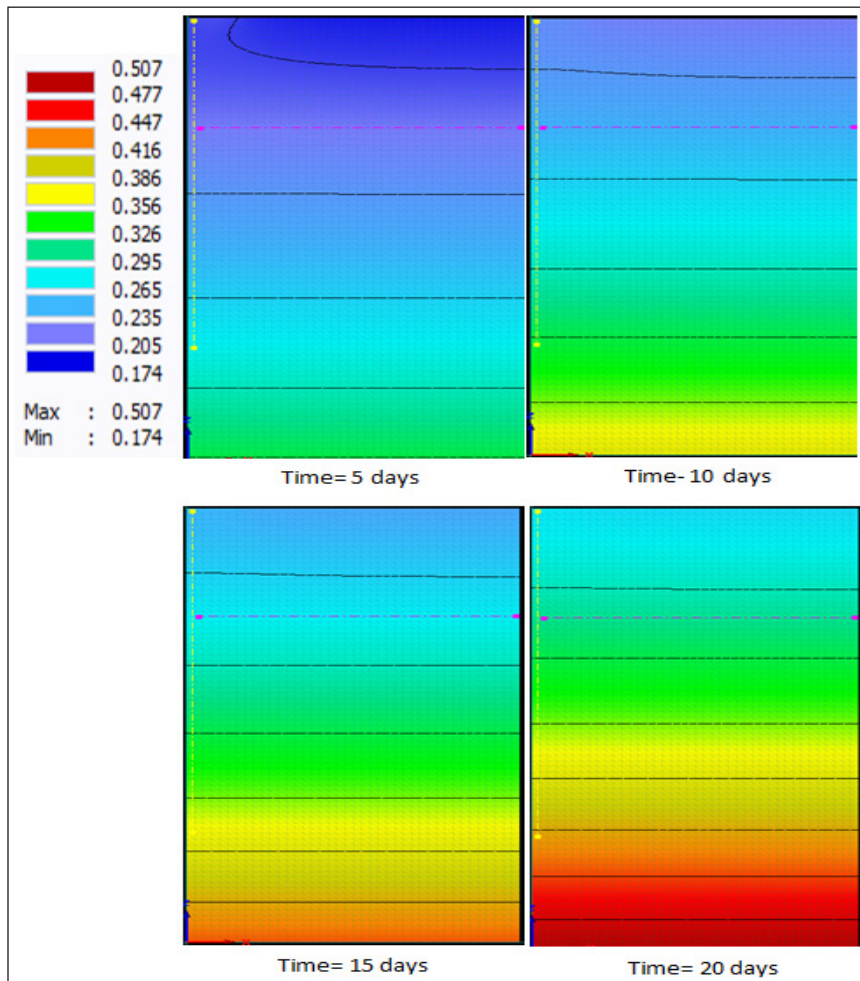 0.507
0.477
0.447
0.416
0.386
0.356
0.326
0.295
0.265
0.235
0.205
0.174
Max : 0.507
Min : 0.174
Time= 5 days
Time- 10 days
Time= 15 days
Time= 20 days